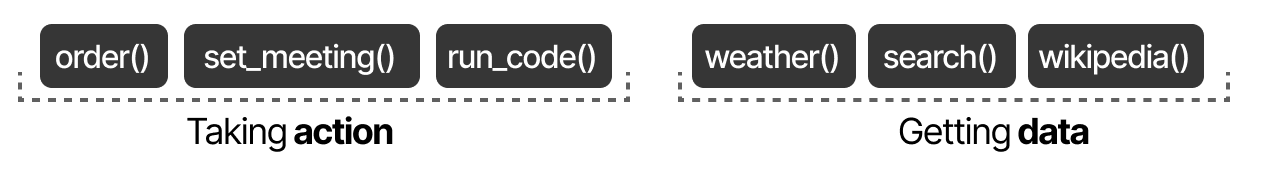 order() set_meeting() run_code() weather() search() wikipedia()
Taking action Getting data